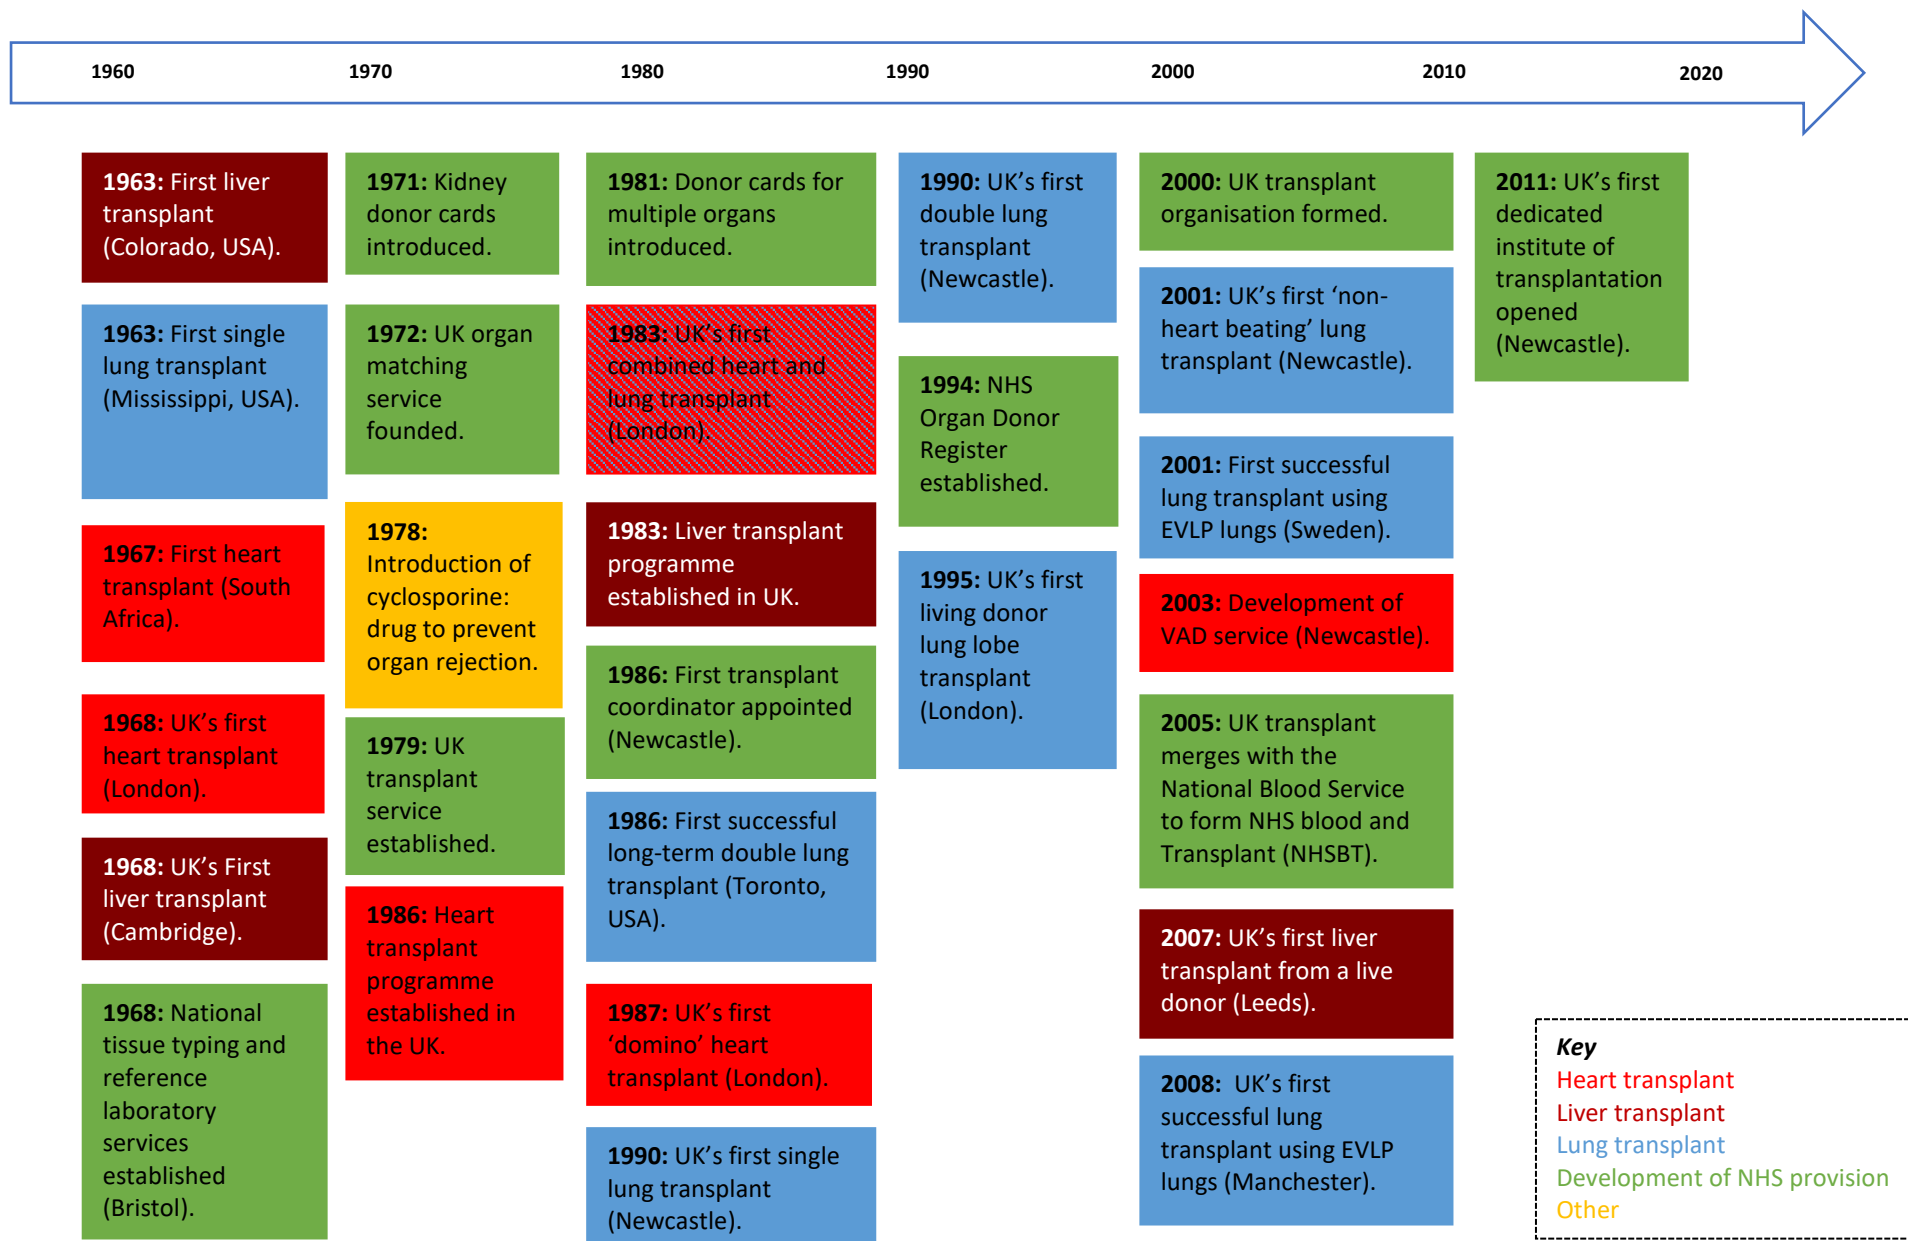 1960 1970 1980 1990 2000 2010 2020
1963: First liver
transplant
(Colorado, USA).
1963: First single
lung transplant
(Mississippi, USA).
1967: First heart
transplant (South
Africa).
1968: UK’s first
heart transplant
(London).
1968: UK’s First
liver transplant
(Cambridge).
1968: National
tissue typing and
reference
laboratory
services
established
(Bristol).
1971: Kidney
donor cards
introduced.
1972: UK organ
matching
service
founded.
1978:
Introduction of
cyclosporine:
drug to prevent
organ rejection.
1979: UK
transplant
service
established.
1986: Heart
transplant
programme
established in
the UK.
1981: Donor cards for
multiple organs
introduced.
1983: UK’s first
combined heart and
lung transplant
(London).
1983: Liver transplant
programme
established in UK.
1986: First transplant
coordinator appointed
(Newcastle).
1986: First successful
long-term double lung
transplant (Toronto,
USA).
1987: UK’s first
‘domino’ heart
transplant (London).
1990: UK’s first single
lung transplant
(Newcastle).
1990: UK’s first
double lung
transplant
(Newcastle).
1994: NHS
Organ Donor
Register
established.
1995: UK’s first
living donor
lung lobe
transplant
(London).
2000: UK transplant
organisation formed.
2001: UK’s first ‘non-
heart beating’ lung
transplant (Newcastle).
2001: First successful
lung transplant using
EVLP lungs (Sweden).
2003: Development of
VAD service (Newcastle).
2005: UK transplant
merges with the
National Blood Service
to form NHS blood and
Transplant (NHSBT).
2007: UK’s first liver
transplant from a live
donor (Leeds).
2008: UK’s first
successful lung
transplant using EVLP
lungs (Manchester).
2011: UK’s first
dedicated
institute of
transplantation
opened
(Newcastle).
Key
Heart transplant
Liver transplant
Lung transplant
Development of NHS provision
Other